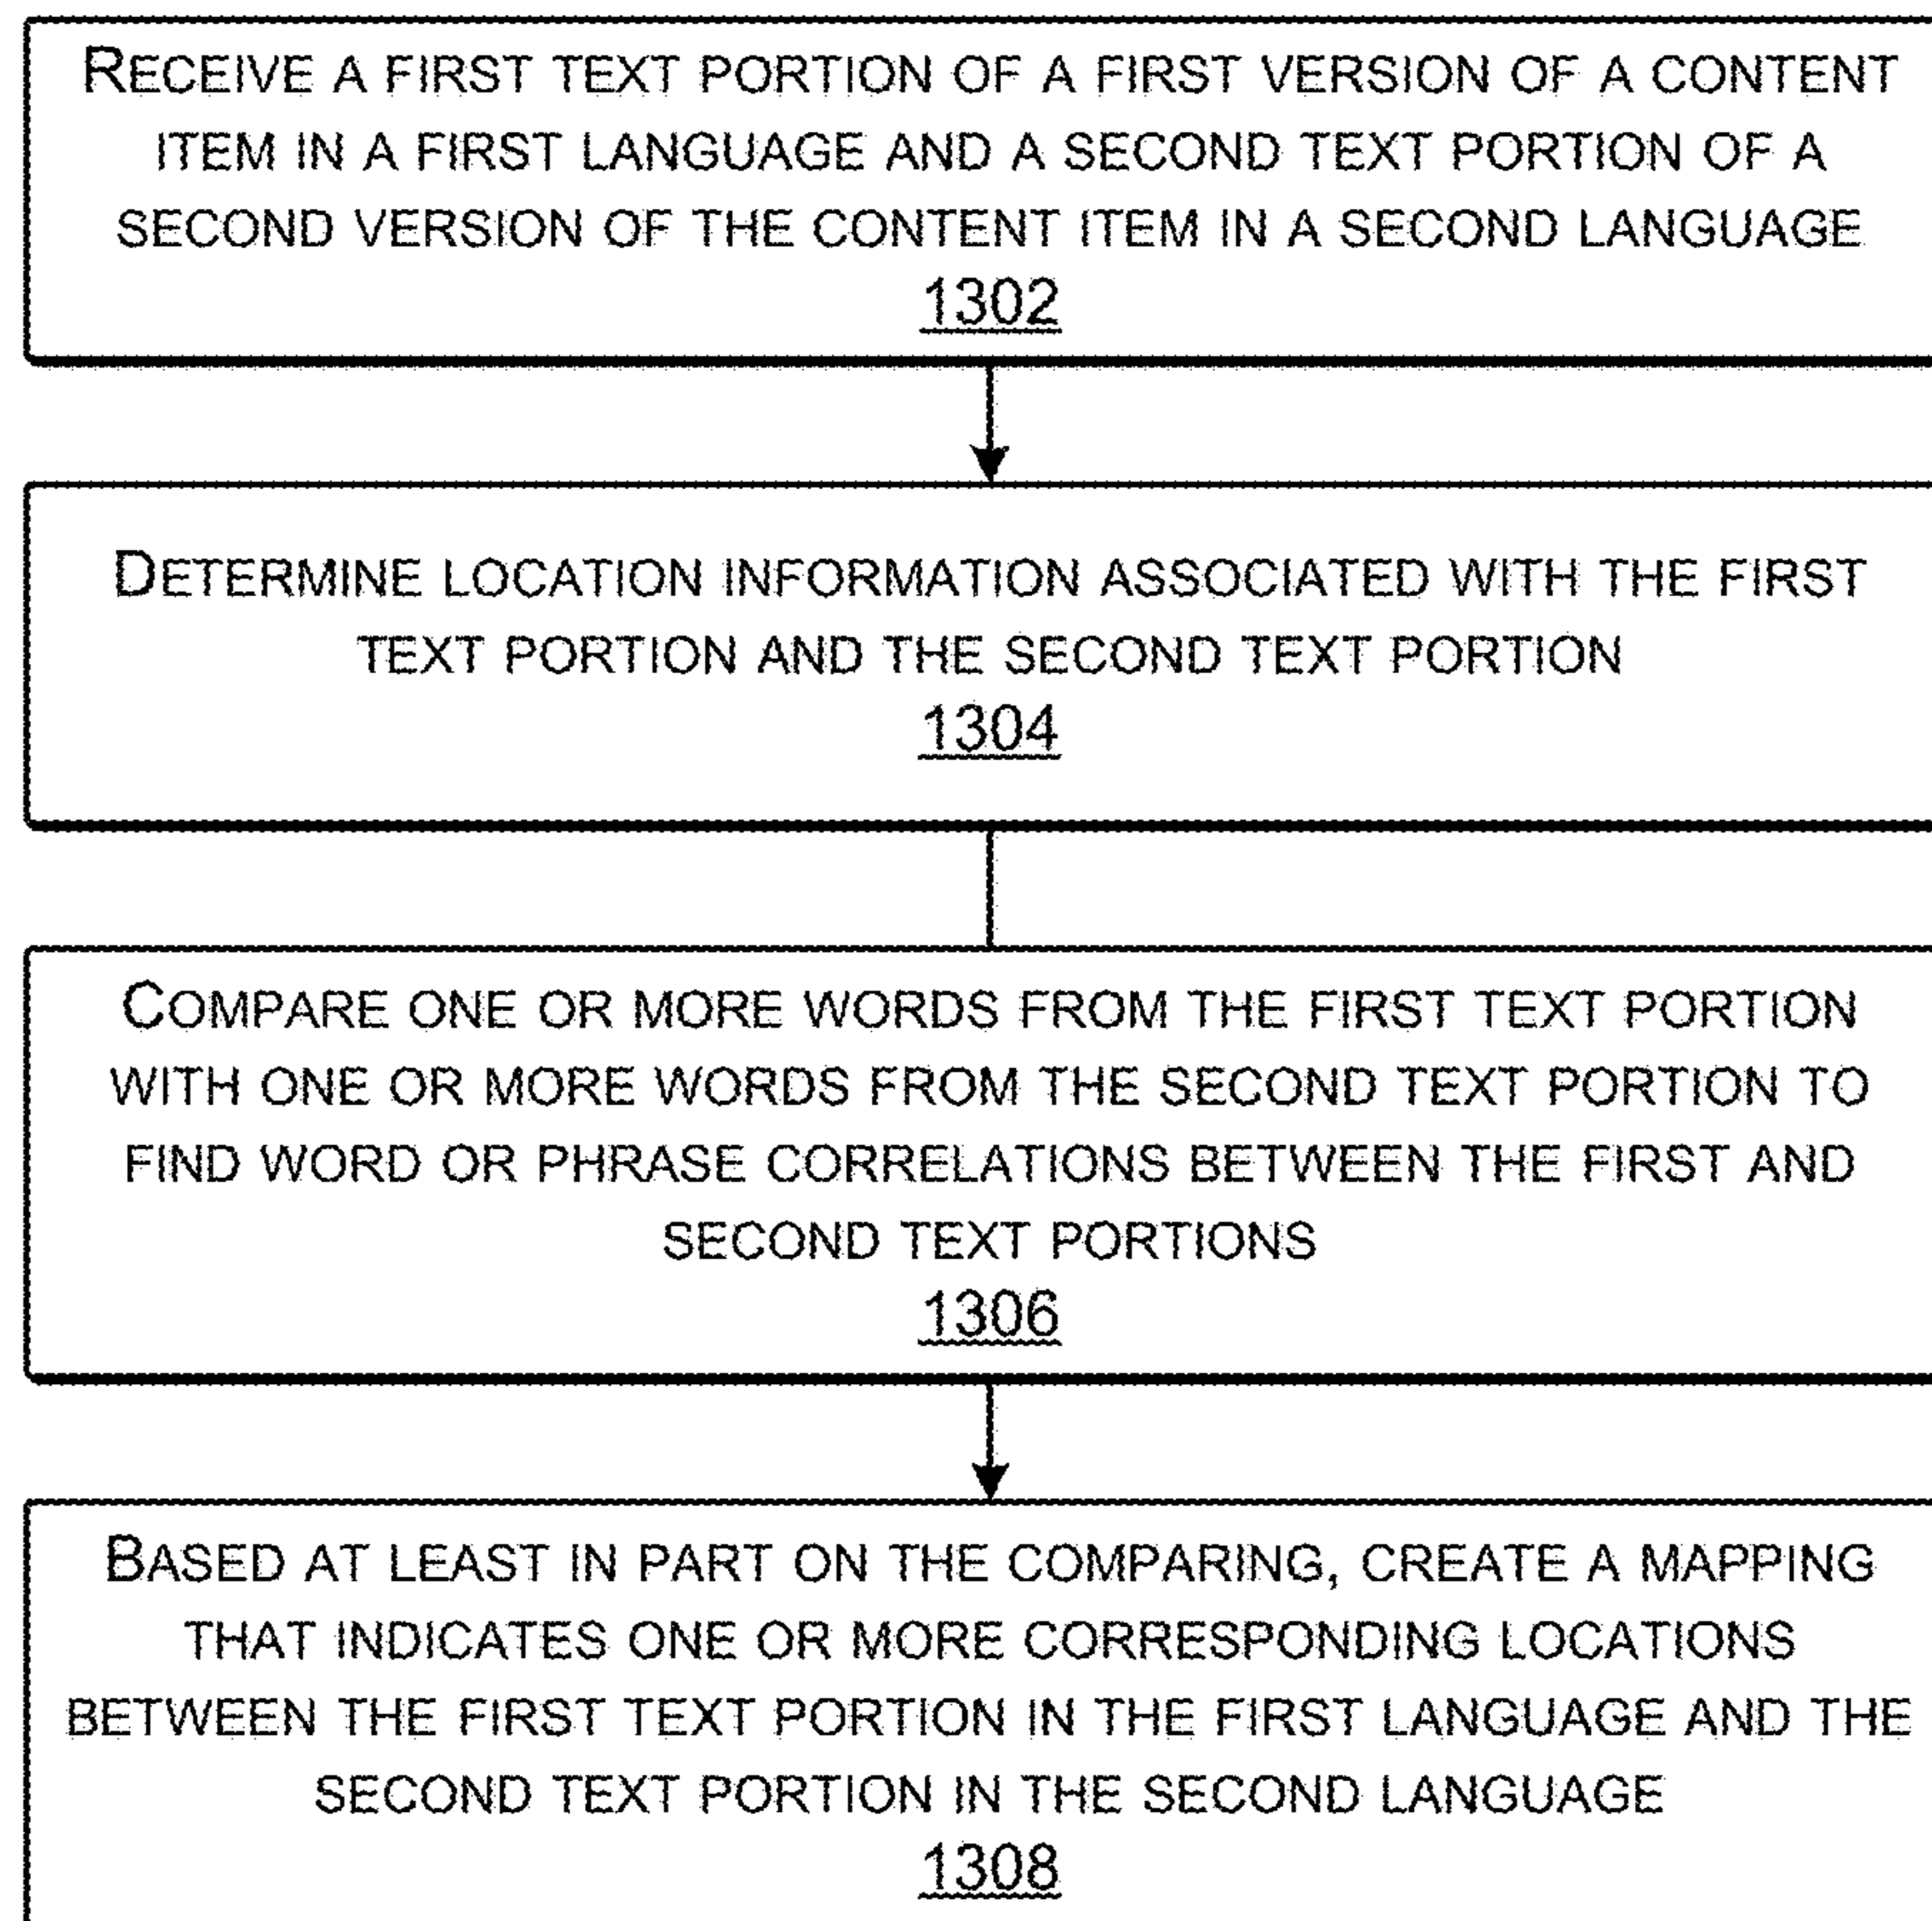 RECEIVE A FIRST TEXT PORTION OF A FIRST VERSION OF A CONTENT
ITEM IN A FIRST LANGUAGE AND A SECOND TEXT PORTION OF A
SECOND VERSION OF THE CONTENT ITEM IN A SECOND LANGUAGE
1302
DETERMINE LOCATION INFORMATION ASSOCIATED WITH THE FIRST
TEXT PORTION AND THE SECOND TEXT PORTION
1304
COMPARE ONE OR MORE WORDS FROM THE FIRST TEXT PORTION
WITH ONE OR MORE WORDS FROM THE SECOND TEXT PORTION TO
FIND WORD OR PHRASE CORRELATIONS BETWEEN THE FIRST AND
SECOND TEXT PORTIONS
1306
BASED AT LEAST IN PART ON THE COMPARING, CREATE A MAPPING
THAT INDICATES ONE OR MORE CORRESPONDING LOCATIONS
BETWEEN THE FIRST TEXT PORTION IN THE FIRST LANGUAGE AND THE
SECOND TEXT PORTION IN THE SECOND LANGUAGE
1308